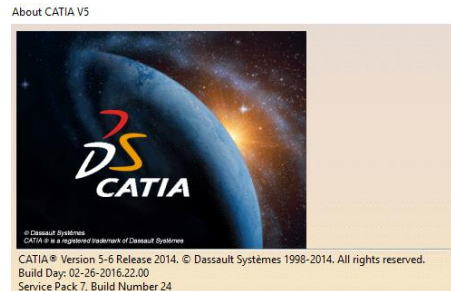 About CATIA V5
DS
CATIA
© Dassault Systèmes
CATIA ® is a registered trademark of Dassault Systèmes
CATIA® Version 5-6 Release 2014. © Dassault Systèmes 1998-2014. All rights reserved.
Build Day: 02-26-2016.22.00
Service Pack 7, Build Number 24